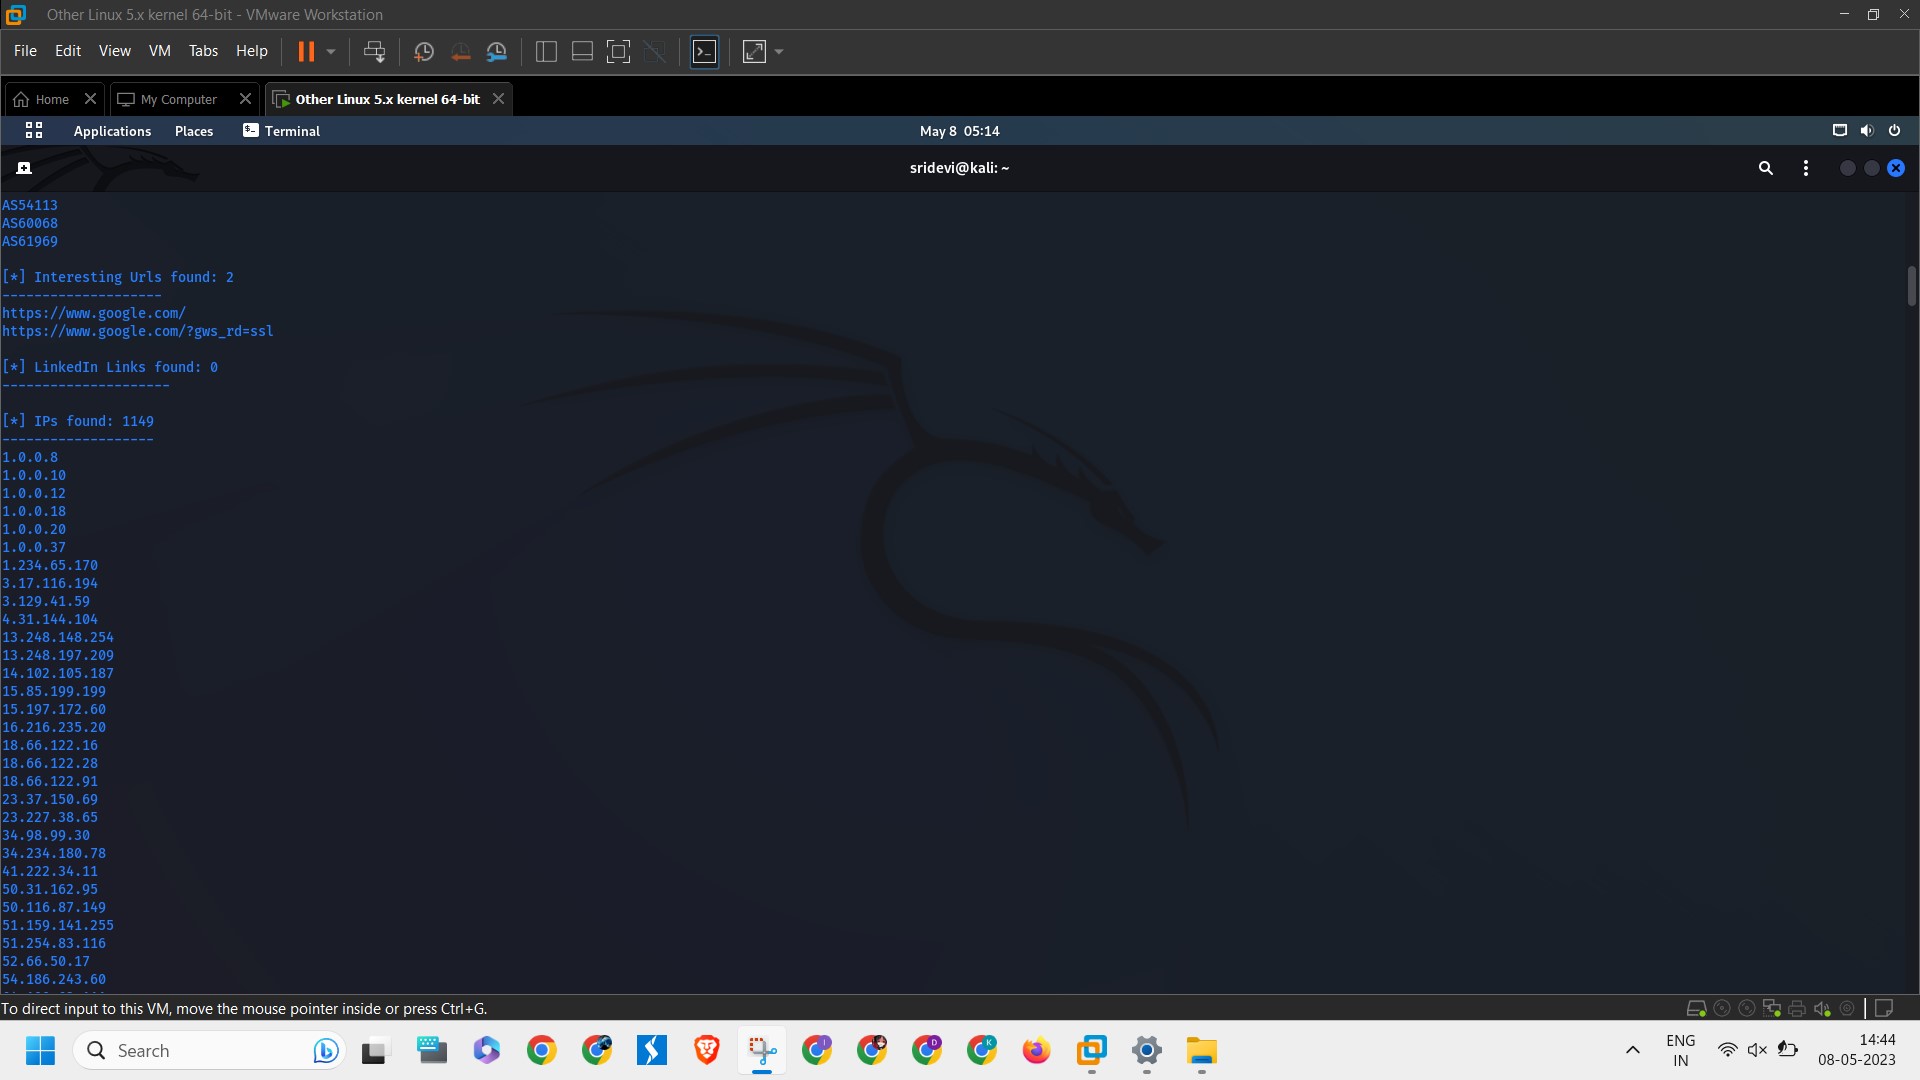 Other Linux 5.x kernel 64-bit - VMware Workstation
File Edit View VM Tabs Help
Home My Computer Other Linux 5.x kernel 64-bit
Applications Places Terminal May 8 05:14
sridevi@kali: ~
AS54113
AS60068
AS61969
[*] Interesting Urls found: 2
--------------------
https://www.google.com/
https://www.google.com/?gws_rd=ssl
[*] LinkedIn Links found: 0
---------------------
[*] IPs found: 1149
-------------------
1.0.0.8
1.0.0.10
1.0.0.12
1.0.0.18
1.0.0.20
1.0.0.37
1.234.65.170
3.17.116.194
3.129.41.59
4.31.144.104
13.248.148.254
13.248.197.209
14.102.105.187
15.85.199.199
15.197.172.60
16.216.235.20
18.66.122.16
18.66.122.28
18.66.122.91
23.37.150.69
23.227.38.65
34.98.99.30
34.234.180.78
41.222.34.11
50.31.162.95
50.116.87.149
51.159.141.255
51.254.83.116
52.66.50.17
54.186.243.60
To direct input to this VM, move the mouse pointer inside or press Ctrl+G.
Search
ENG
IN
14:44
08-05-2023